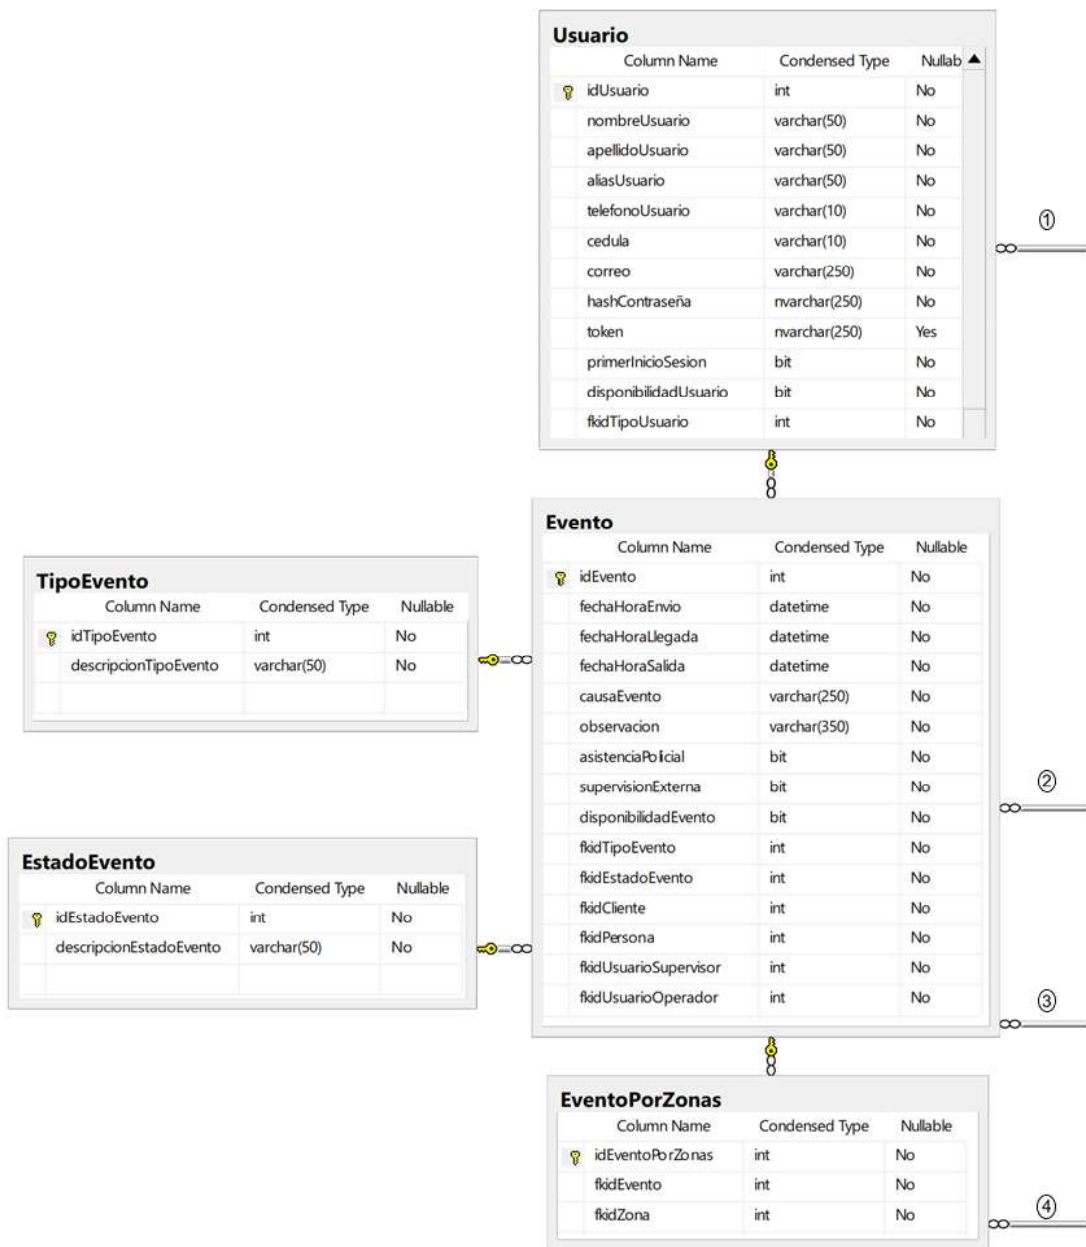 Usuario
Column Name Condensed Type Nullab
idUsuario int No
nombreUsuario varchar(50) No
apellidoUsuario varchar(50) No
aliasUsuario varchar(50) No
telefonoUsuario varchar(10) No
cedula varchar(10) No
correo varchar(250) No
hashContraseña nvarchar(250) No
token nvarchar(250) Yes
primerInicioSesion bit No
disponibilidadUsuario bit No
fkidTipoUsuario int No
1
Evento
Column Name Condensed Type Nullable
idEvento int No
fechaHoraEnvio datetime No
fechaHoraLlegada datetime No
fechaHoraSalida datetime No
causaEvento varchar(250) No
observacion varchar(350) No
asistenciaPolicial bit No
supervisionExterna bit No
disponibilidadEvento bit No
fkidTipoEvento int No
fkidEstadoEvento int No
fkidCliente int No
fkidPersona int No
fkidUsuarioSupervisor int No
fkidUsuarioOperador int No
2
3
TipoEvento
Column Name Condensed Type Nullable
idTipoEvento int No
descripcionTipoEvento varchar(50) No
EstadoEvento
Column Name Condensed Type Nullable
idEstadoEvento int No
descripcionEstadoEvento varchar(50) No
EventoPorZonas
Column Name Condensed Type Nullable
idEventoPorZonas int No
fkidEvento int No
fkidZona int No
4